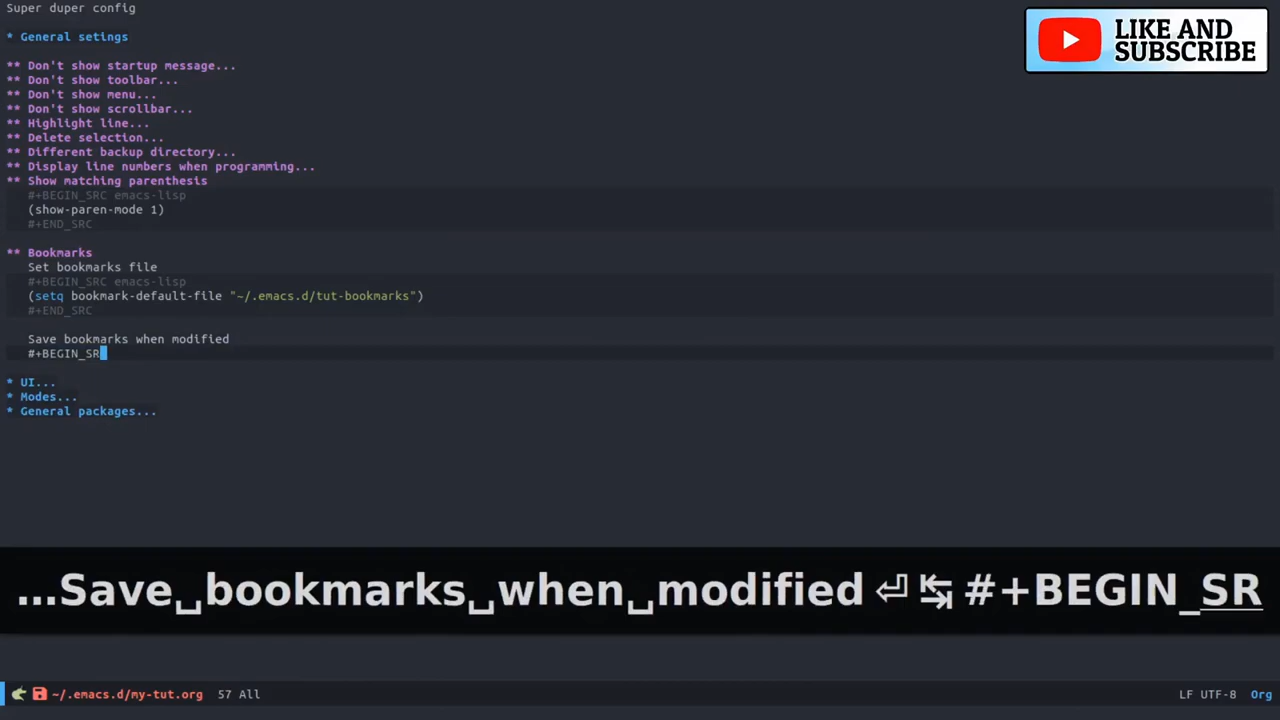 Super duper config
* General setings
** Don't show startup message...
** Don't show toolbar...
** Don't show menu...
** Don't show scrollbar...
** Highlight line...
** Delete selection...
** Different backup directory...
** Display line numbers when programming...
** Show matching parenthesis
#+BEGIN_SRC emacs-lisp
(show-paren-mode 1)
#+END_SRC
** Bookmarks
Set bookmarks file
#+BEGIN_SRC emacs-lisp
(setq bookmark-default-file "~/.emacs.d/tut-bookmarks")
#+END_SRC
Save bookmarks when modified
#+BEGIN_SR
* UI...
* Modes...
* General packages...
LIKE AND
SUBSCRIBE
...Save␣bookmarks␣when␣modified ⏎ ↹ #+BEGIN_SR
~/.emacs.d/my-tut.org 57 All LF UTF-8 Org